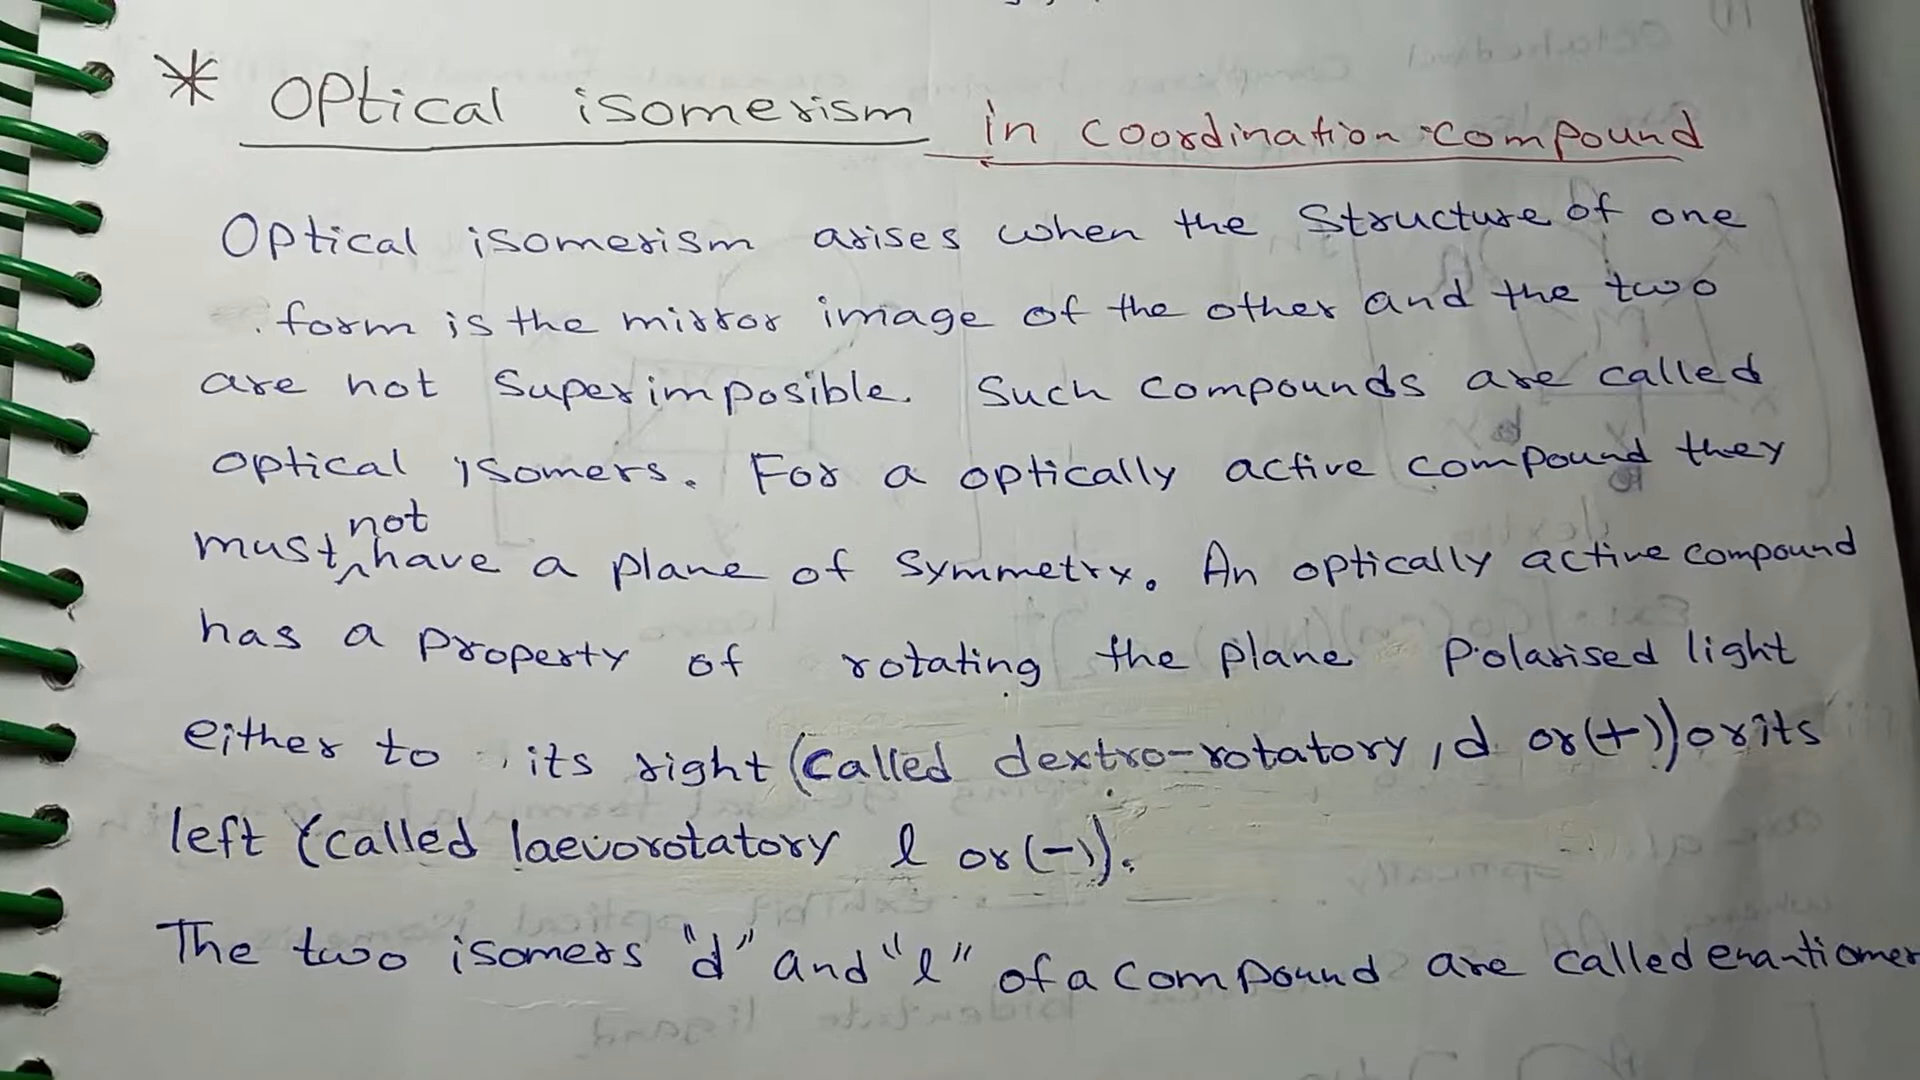 * Optical isomerism in coordination compound
Optical isomerism arises when the Structure of one
form is the mirror image of the other and the two
are not Superimposible. Such compounds are called
optical isomers. For a optically active compound they
must not have a plane of symmetry. An optically active compound
has a property of rotating the plane polarised light
either to its right (called dextro-rotatory, d or (+)) or its
left (called laevorotatory l or (-)).
The two isomers "d" and "l" of a compound are called enantiomer